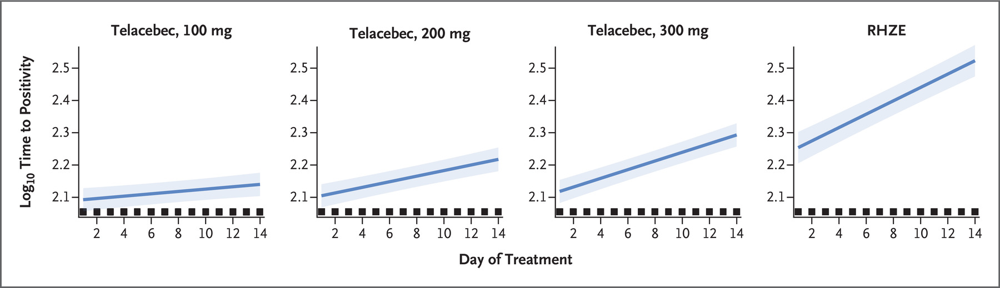 Telacebec, 100 mg
Telacebec, 200 mg
Telacebec, 300 mg
RHZE
Log10 Time to Positivity
2.5
2.4
2.3
2.2
2.1
2 4 6 8 10 12 14
2.5
2.4
2.3
2.2
2.1
2 4 6 8 10 12 14
2.5
2.4
2.3
2.2
2.1
2 4 6 8 10 12 14
2.5
2.4
2.3
2.2
2.1
2 4 6 8 10 12 14
Day of Treatment